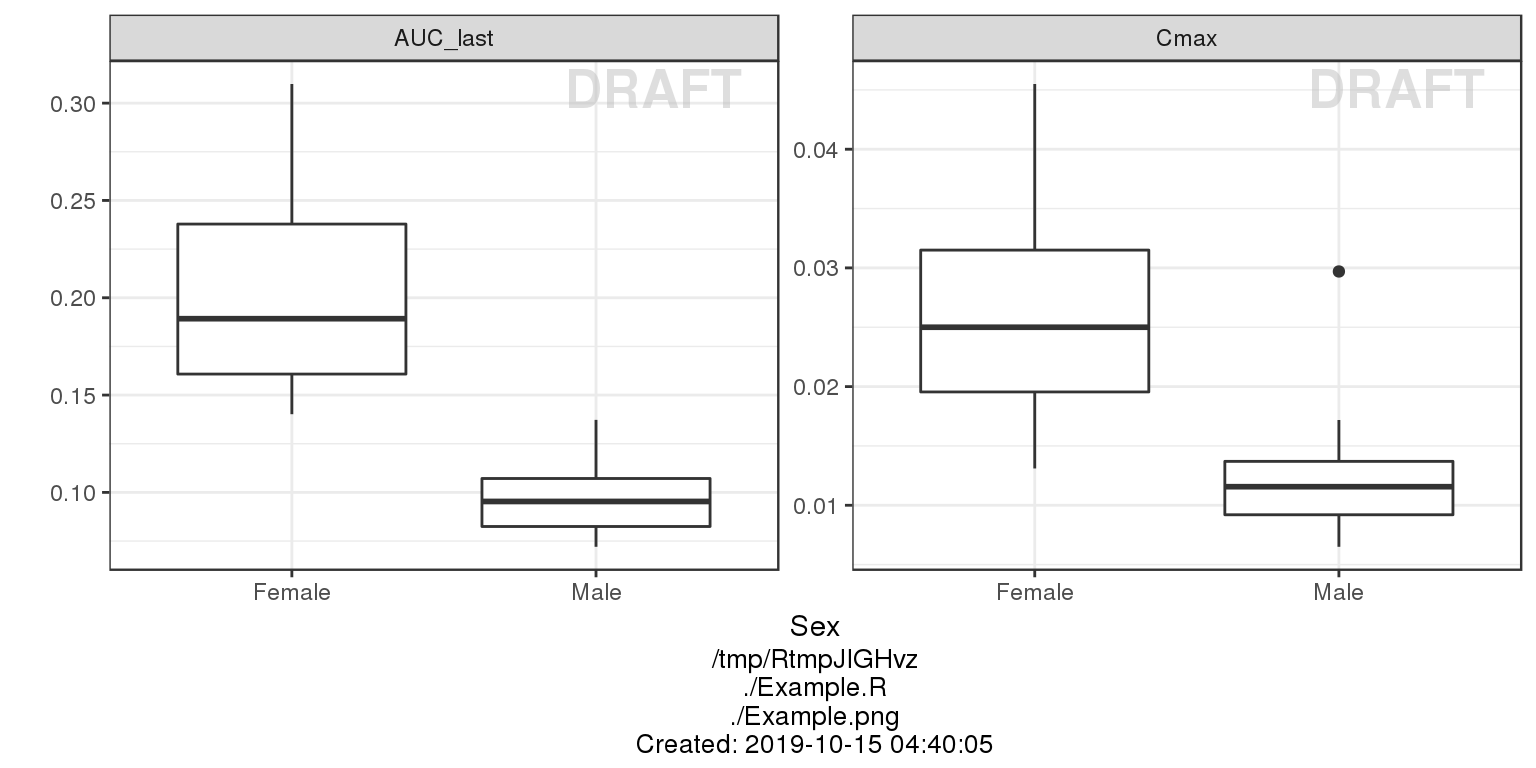 AUC_last
Cmax
DRAFT
DRAFT
0.30
0.25
0.20
0.15
0.10
0.04
0.03
0.02
0.01
Female
Male
Female
Male
Sex
/tmp/RtmpJlGHvz
./Example.R
./Example.png
Created: 2019-10-15 04:40:05